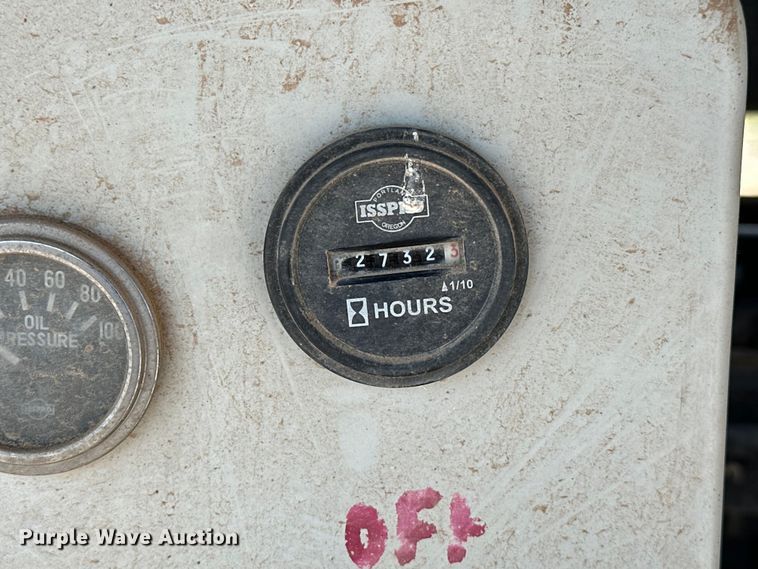 PORTLAND
ISSPRO
OREGON
2 7 3 2 3
1/10
HOURS
40 60 80 100
OIL
PRESSURE
OFF
Purple Wave Auction